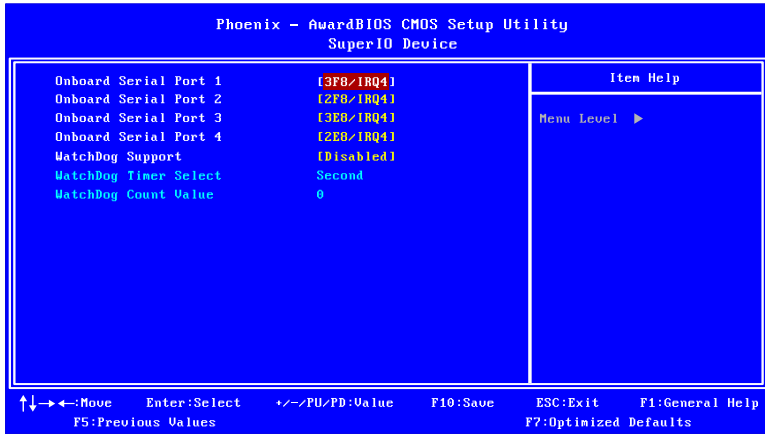 Phoenix – AwardBIOS CMOS Setup Utility
SuperIO Device
Onboard Serial Port 1 [3F8/IRQ4]
Onboard Serial Port 2 [2F8/IRQ4]
Onboard Serial Port 3 [3E8/IRQ4]
Onboard Serial Port 4 [2E8/IRQ4]
WatchDog Support [Disabled]
WatchDog Timer Select Second
WatchDog Count Value 0
Item Help
Menu Level ▶
↑↓→←:Move Enter:Select +/-/PU/PD:Value F10:Save ESC:Exit F1:General Help
F5:Previous Values F7:Optimized Defaults